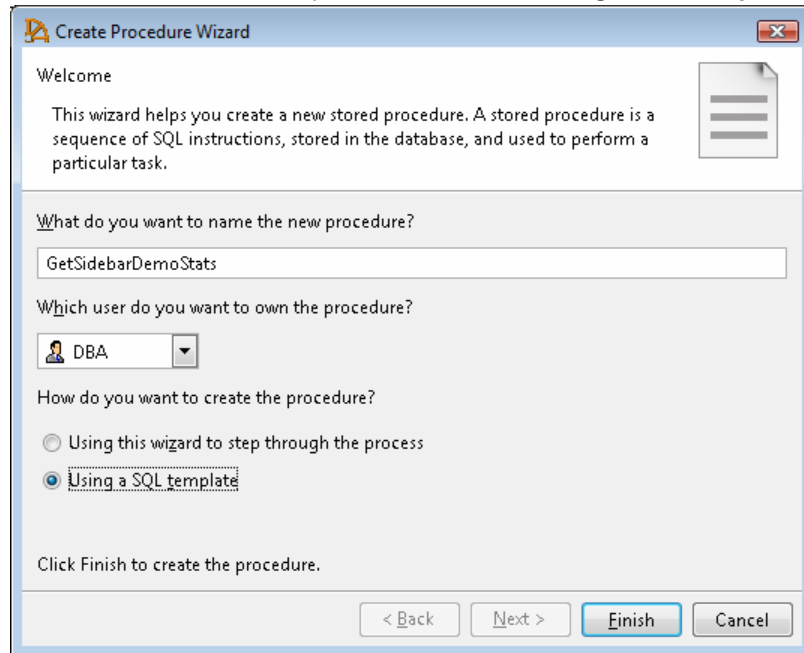 Create Procedure Wizard
Welcome
This wizard helps you create a new stored procedure. A stored procedure is a
sequence of SQL instructions, stored in the database, and used to perform a
particular task.
What do you want to name the new procedure?
GetSidebarDemoStats
Which user do you want to own the procedure?
DBA
How do you want to create the procedure?
Using this wizard to step through the process
Using a SQL template
Click Finish to create the procedure.
< Back Next > Finish Cancel